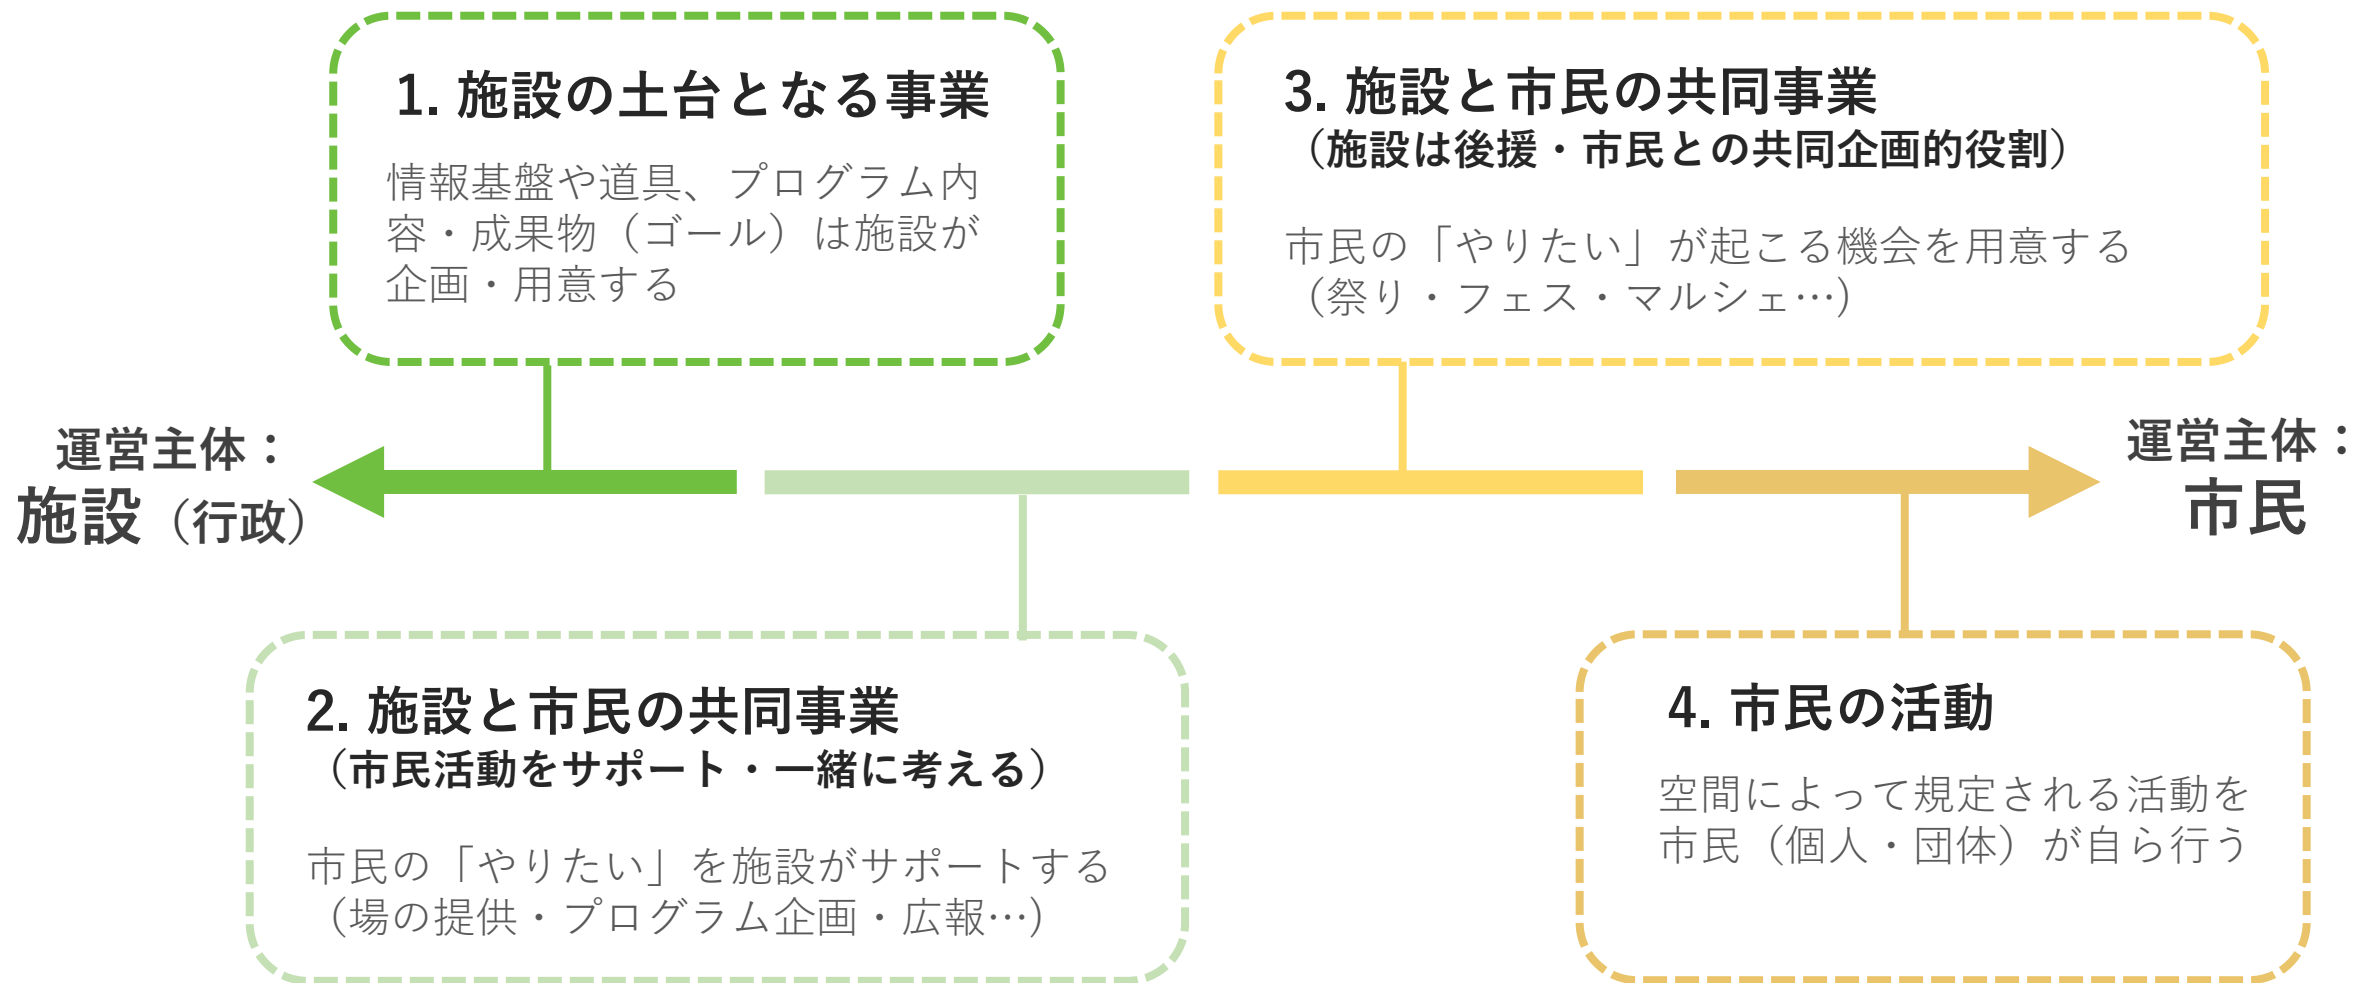 1. 施設の土台となる事業
情報基盤や道具、プログラム内
容・成果物（ゴール）は施設が
企画・用意する
3. 施設と市民の共同事業
（施設は後援・市民との共同企画的役割）
市民の「やりたい」が起こる機会を用意する
（祭り・フェス・マルシェ…）
運営主体：
施設（行政）
運営主体：
市民
2. 施設と市民の共同事業
（市民活動をサポート・一緒に考える）
市民の「やりたい」を施設がサポートする
（場の提供・プログラム企画・広報…）
4. 市民の活動
空間によって規定される活動を
市民（個人・団体）が自ら行う